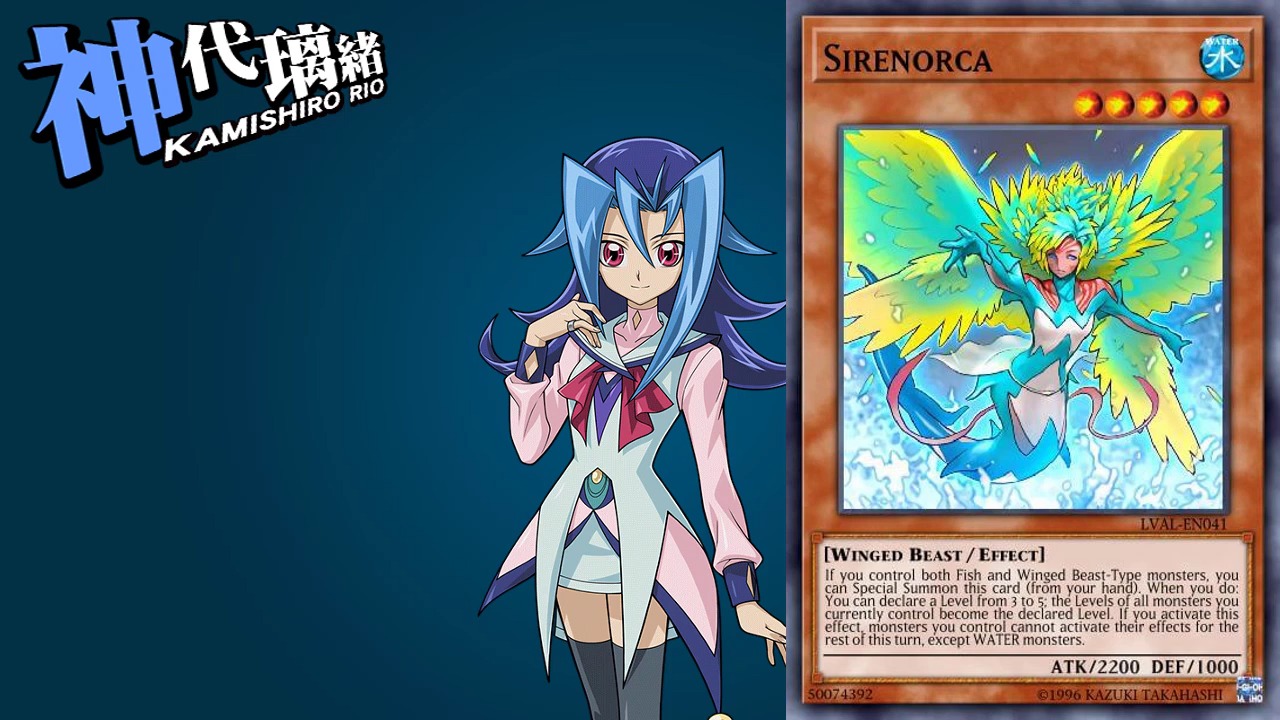 神代璃緒
KAMISHIRO RIO
SIRENORCA
WATER
水
LVAL-EN041
[WINGED BEAST / EFFECT]
If you control both Fish and Winged Beast-Type monsters, you
can Special Summon this card (from your hand). When you do:
You can declare a Level from 3 to 5; the Levels of all monsters you
currently control become the declared Level. If you activate this
effect, monsters you control cannot activate their effects for the
rest of this turn, except WATER monsters.
ATK/2200 DEF/1000
50074392
©1996 KAZUKI TAKAHASHI